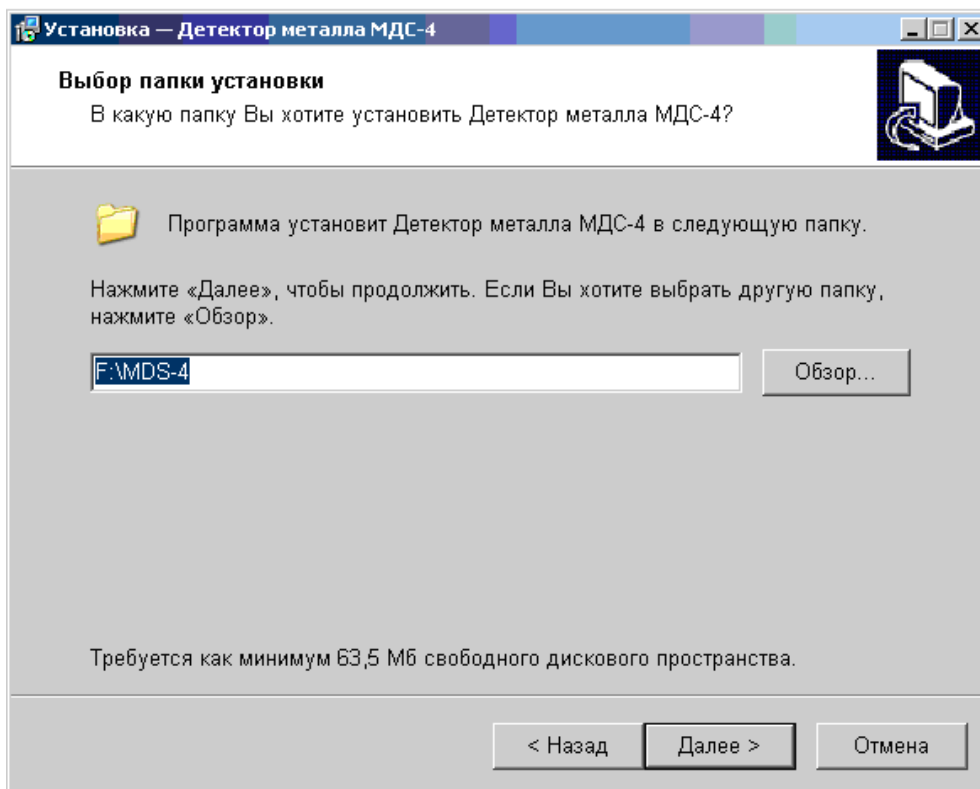 Установка — Детектор металла МДС-4
Выбор папки установки
В какую папку Вы хотите установить Детектор металла МДС-4?
Программа установит Детектор металла МДС-4 в следующую папку.
Нажмите «Далее», чтобы продолжить. Если Вы хотите выбрать другую папку,
нажмите «Обзор».
F:\MDS-4
Обзор...
Требуется как минимум 63,5 Мб свободного дискового пространства.
< Назад
Далее >
Отмена